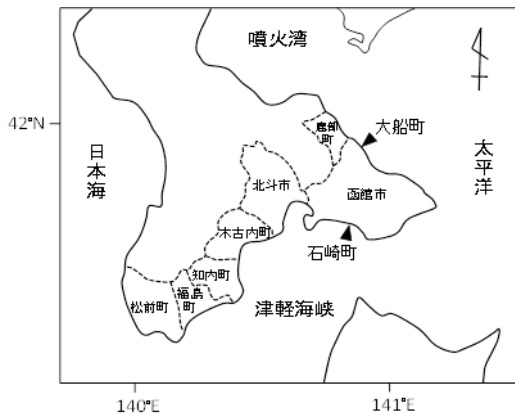 噴火湾
42°N
鹿部
町
大船町
日本海
太平洋
北斗市
函館市
木古内町
石崎町
知内町
福島
町
松前町
津軽海峡
140°E
141°E